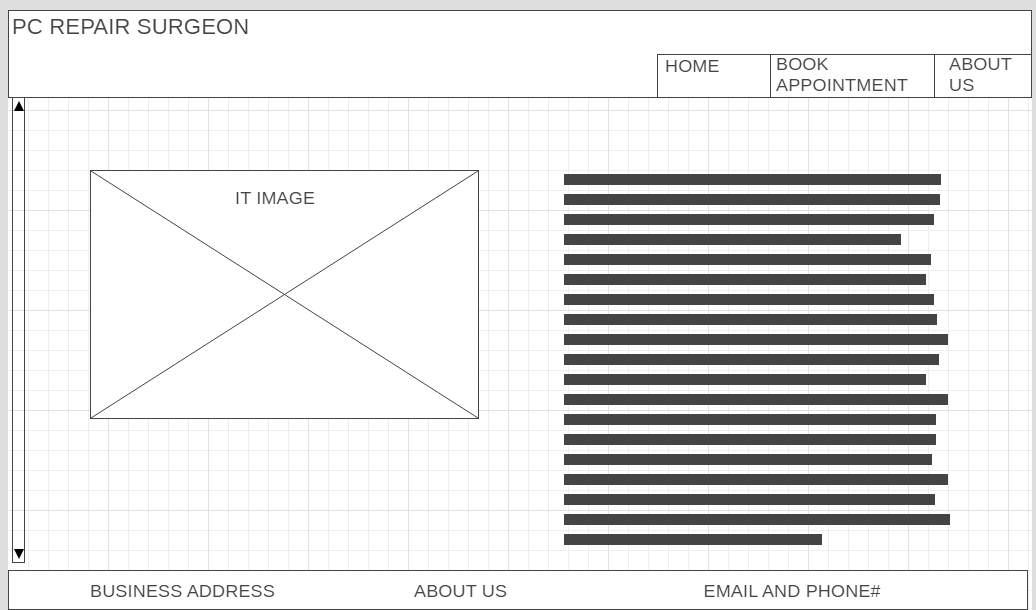 PC REPAIR SURGEON
HOME
BOOK
APPOINTMENT
ABOUT
US
IT IMAGE
BUSINESS ADDRESS
ABOUT US
EMAIL AND PHONE#